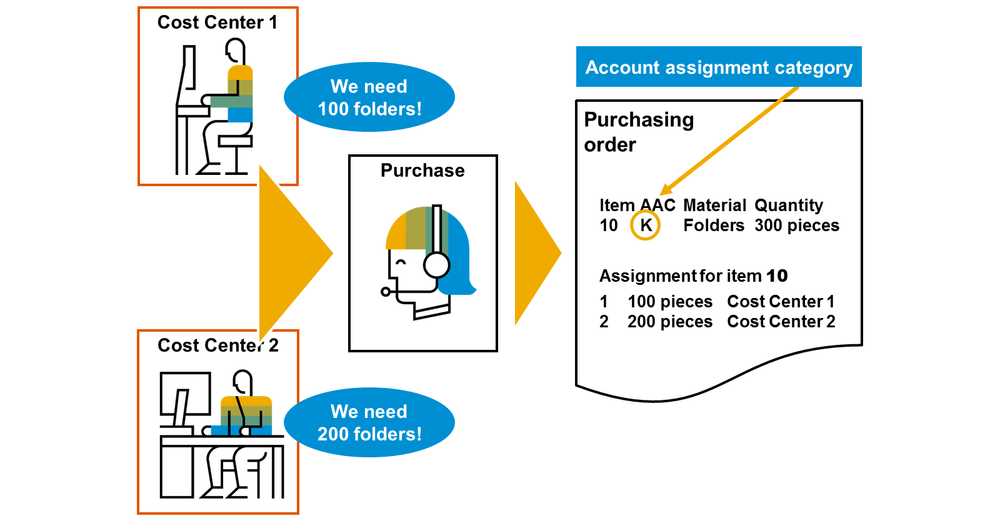 Cost Center 1
We need
100 folders!
Cost Center 2
We need
200 folders!
Purchase
Account assignment category
Purchasing
order
Item AAC Material Quantity
10 K Folders 300 pieces
Assignment for item 10
1 100 pieces Cost Center 1
2 200 pieces Cost Center 2